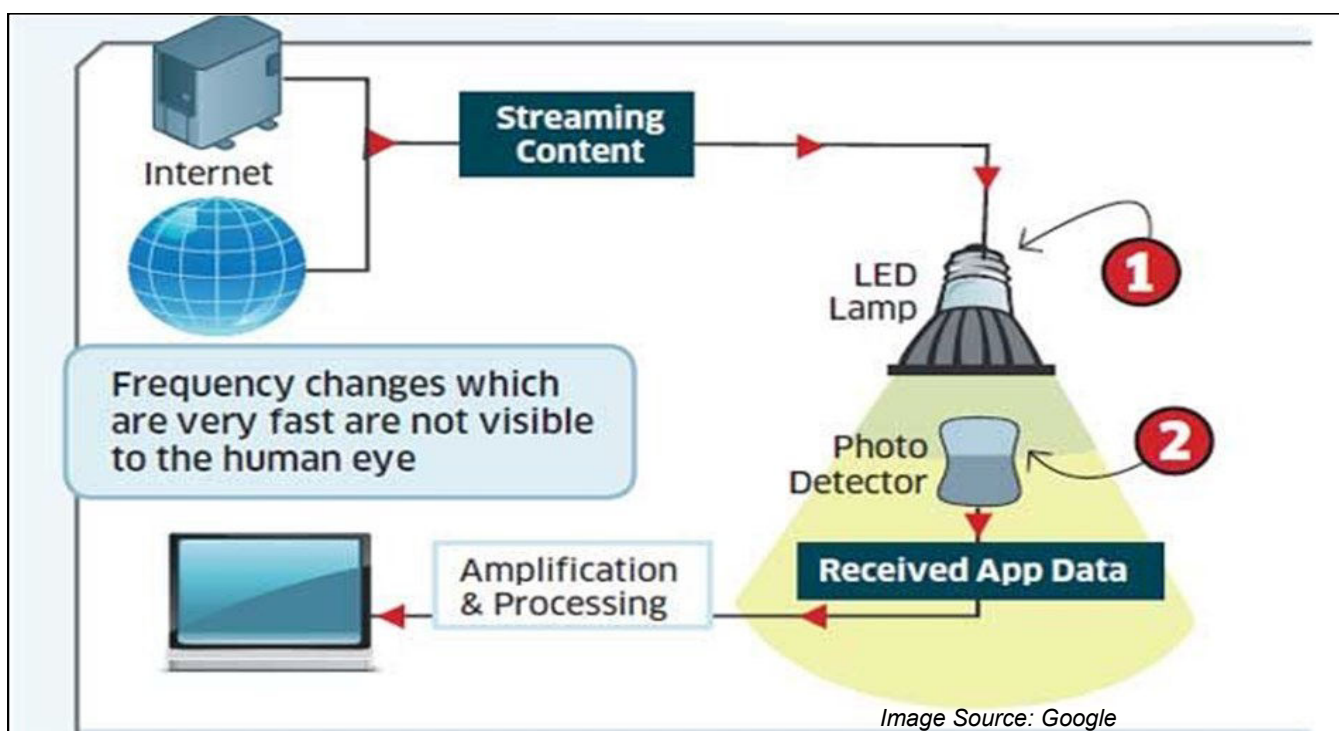 Internet
Streaming
Content
LED
Lamp
1
Frequency changes which
are very fast are not visible
to the human eye
Photo
Detector
2
Received App Data
Amplification
& Processing
Image Source: Google